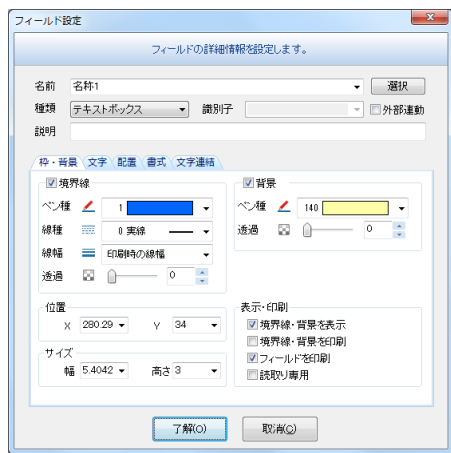 フィールド設定
フィールドの詳細情報を設定します。
名前 名称1 選択
種類 テキストボックス 識別子 外部連動
説明
枠・背景 文字 配置 書式 文字連結
境界線
ペン種 1
線種 0 実線
線幅 印刷時の線幅
透過 0
背景
ペン種 140
透過 0
位置
X 280.29 Y 34
サイズ
幅 5.4042 高さ 3
表示・印刷
境界線・背景を表示
境界線・背景を印刷
フィールドを印刷
読取り専用
了解(O) 取消(C)